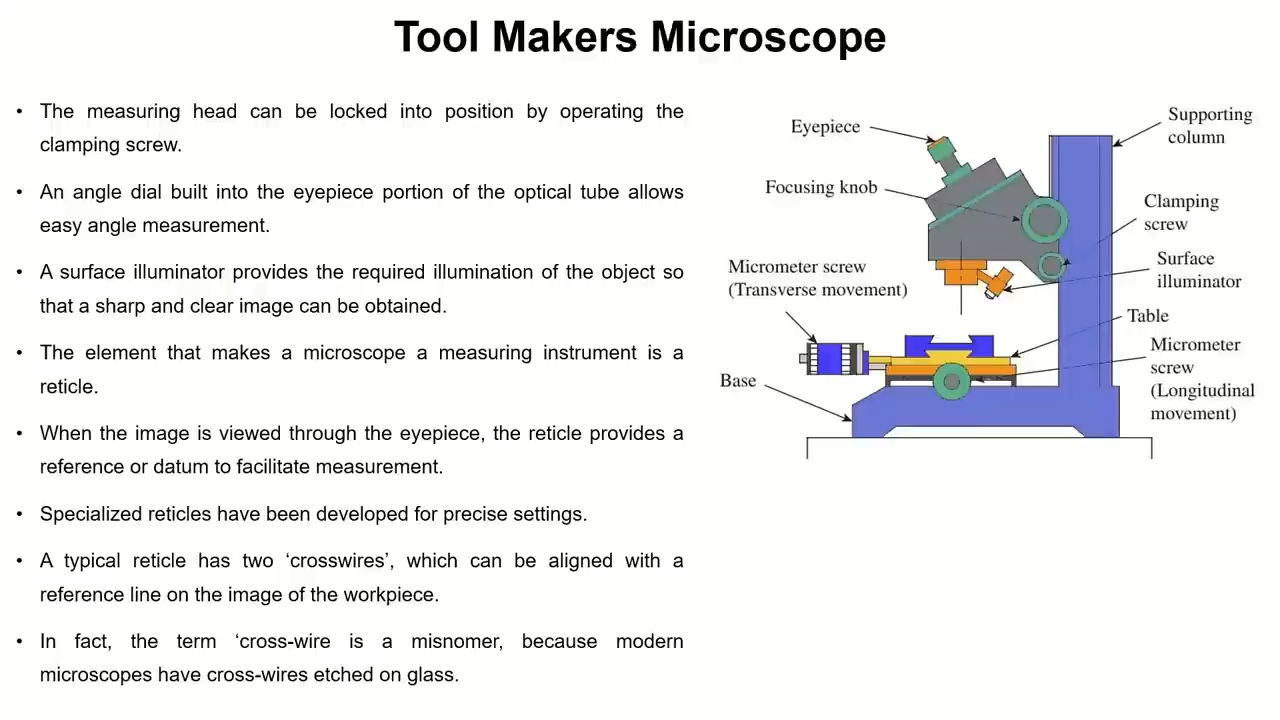 Tool Makers Microscope
• The measuring head can be locked into position by operating the
clamping screw.
• An angle dial built into the eyepiece portion of the optical tube allows
easy angle measurement.
• A surface illuminator provides the required illumination of the object so
that a sharp and clear image can be obtained.
• The element that makes a microscope a measuring instrument is a
reticle.
• When the image is viewed through the eyepiece, the reticle provides a
reference or datum to facilitate measurement.
• Specialized reticles have been developed for precise settings.
• A typical reticle has two ‘crosswires’, which can be aligned with a
reference line on the image of the workpiece.
• In fact, the term ‘cross-wire is a misnomer, because modern
microscopes have cross-wires etched on glass.
Eyepiece
Focusing knob
Micrometer screw
(Transverse movement)
Base
Supporting
column
Clamping
screw
Surface
illuminator
Table
Micrometer
screw
(Longitudinal
movement)